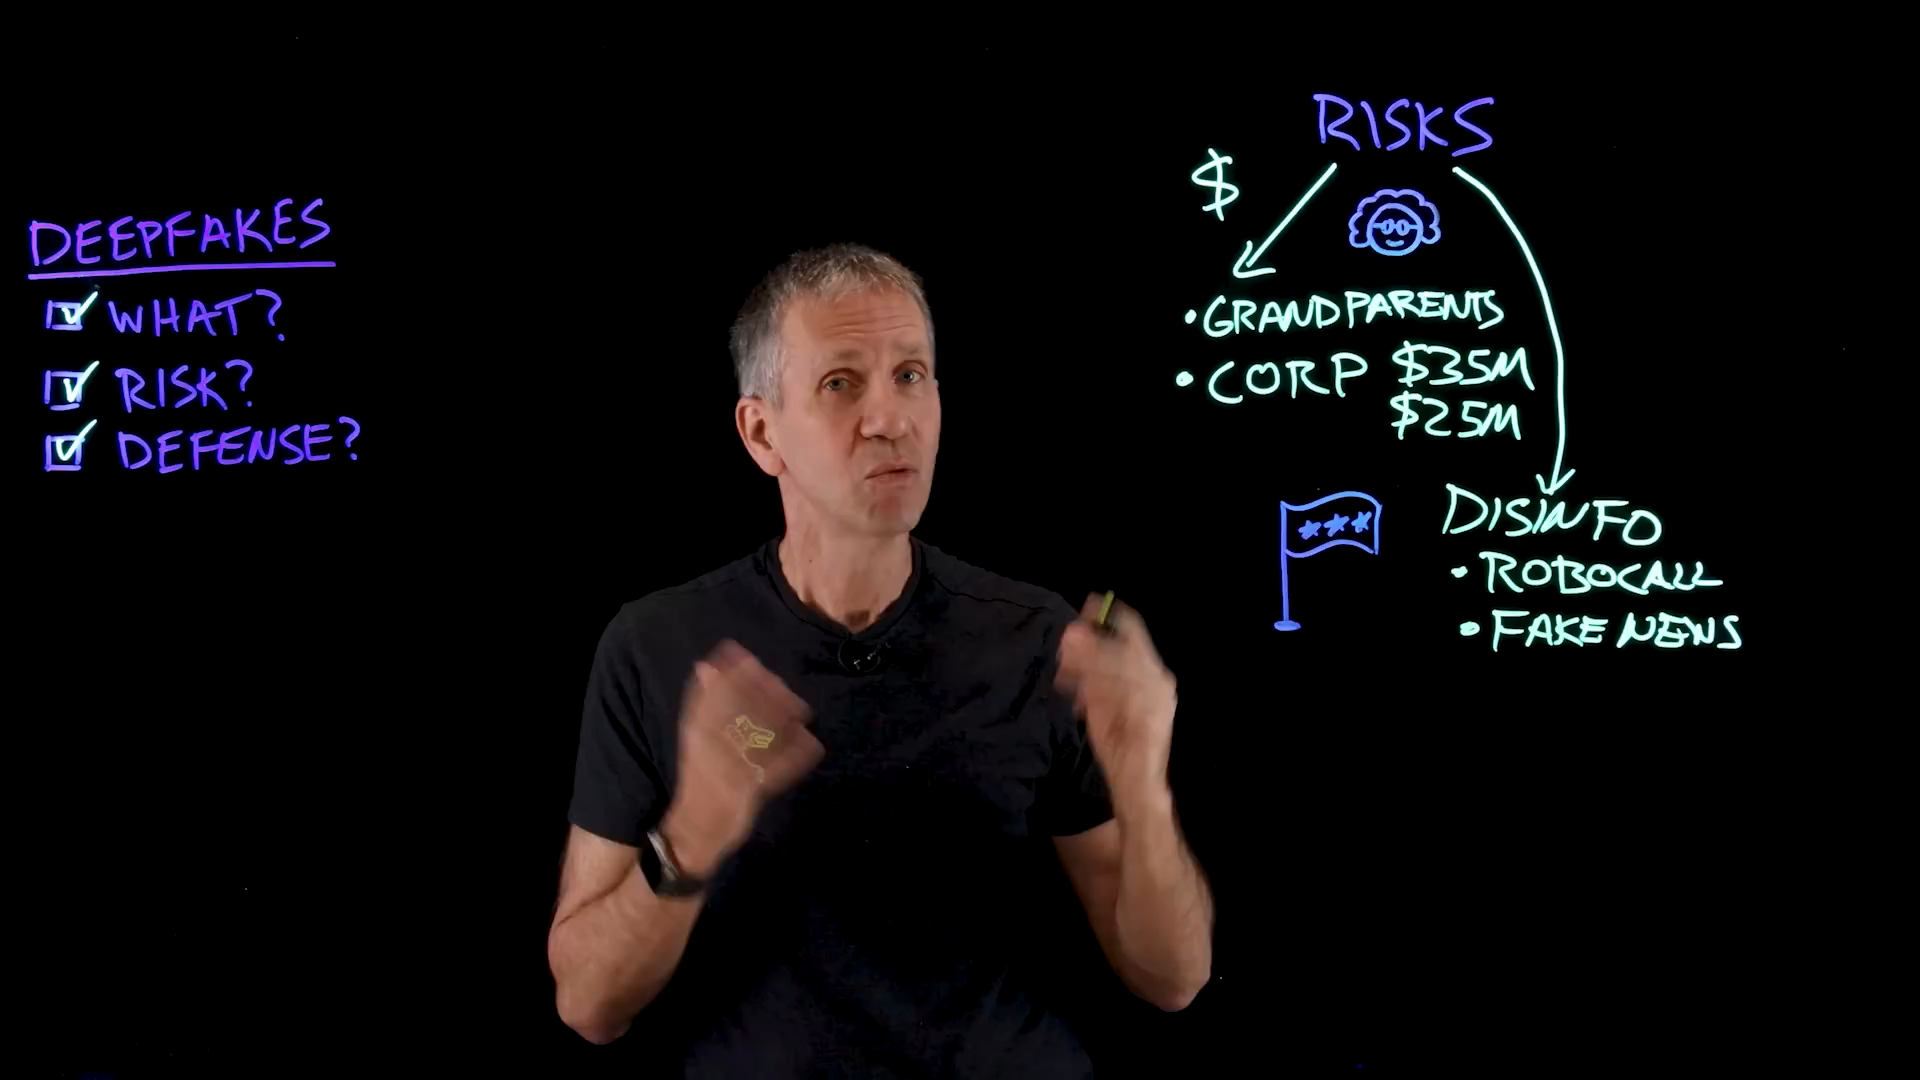 DEEPFAKES
WHAT?
RISK?
DEFENSE?
RISKS
$
• GRANDPARENTS
• CORP $35M
$25M
DISINFO
• ROBOCALL
• FAKE NEWS